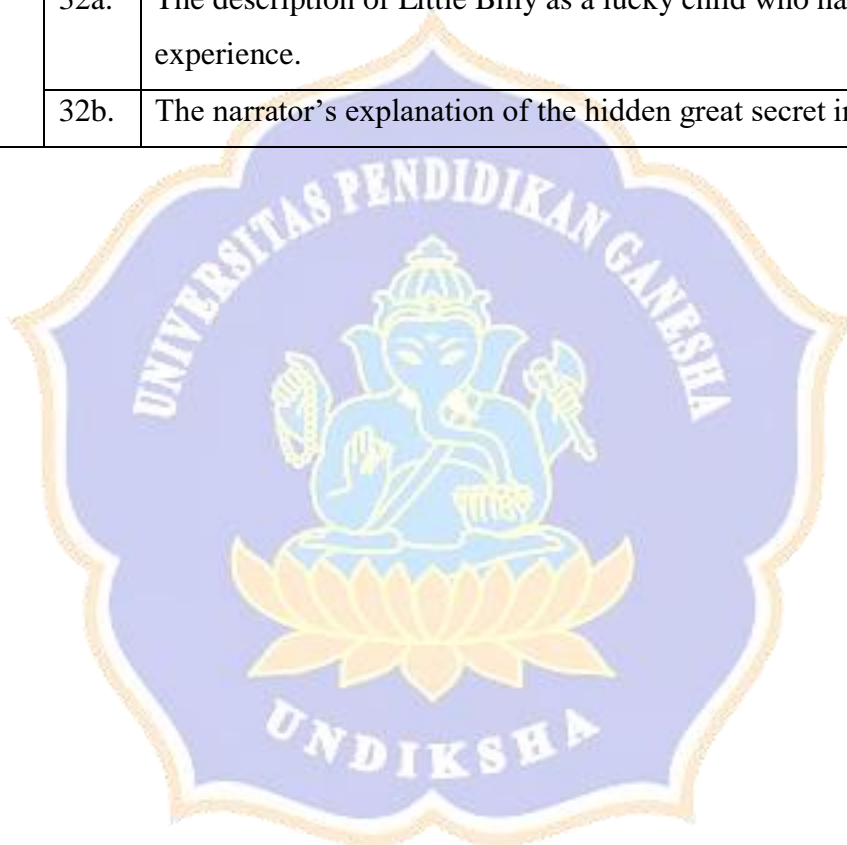 32a. The description of Little Billy as a lucky child who ha
experience.
32b. The narrator's explanation of the hidden great secret in
UNIVERSITAS PENDIDIKAN GANESHA
UNDIKSHA